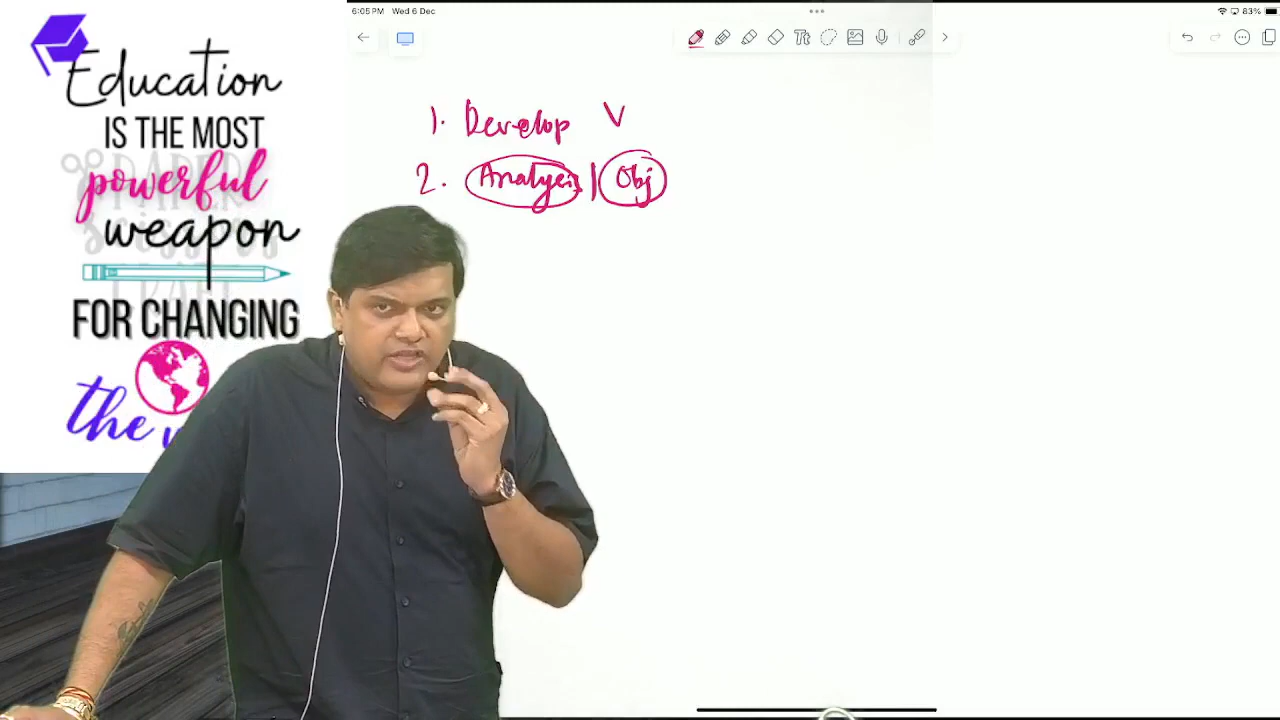 6:05 PM Wed 6 Dec
83%
Education
IS THE MOST
powerful
weapon
FOR CHANGING
the
Tt
1. Develop V
2. Analysis | Obj